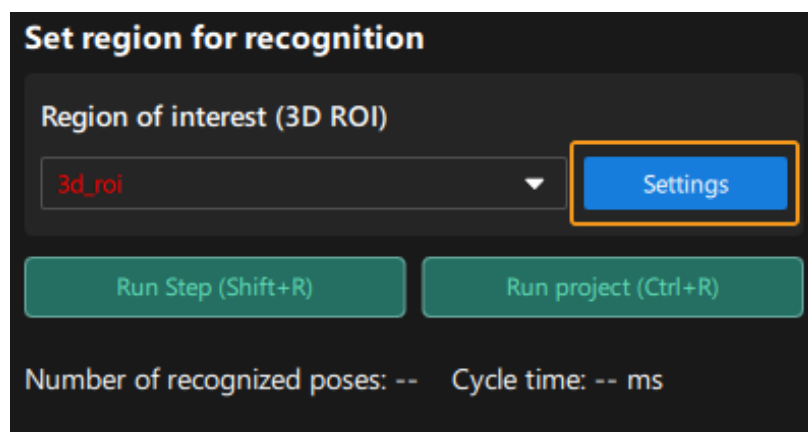 Set region for recognition
Region of interest (3D ROI)
3d_roi Settings
Run Step (Shift+R) Run project (Ctrl+R)
Number of recognized poses: -- Cycle time: -- ms